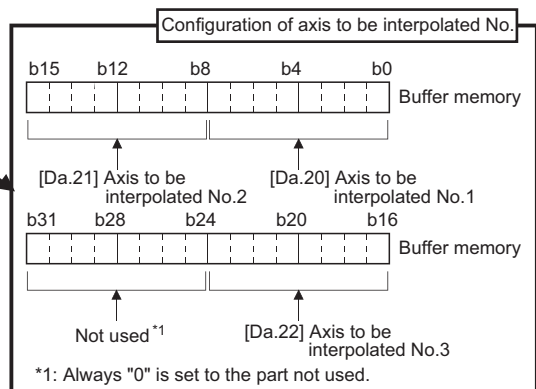 Configuration of axis to be interpolated No.
b15 b12 b8 b4 b0
Buffer memory
[Da.21] Axis to be interpolated No.2
[Da.20] Axis to be interpolated No.1
b31 b28 b24 b20 b16
Buffer memory
Not used *1
[Da.22] Axis to be interpolated No.3
*1: Always "0" is set to the part not used.